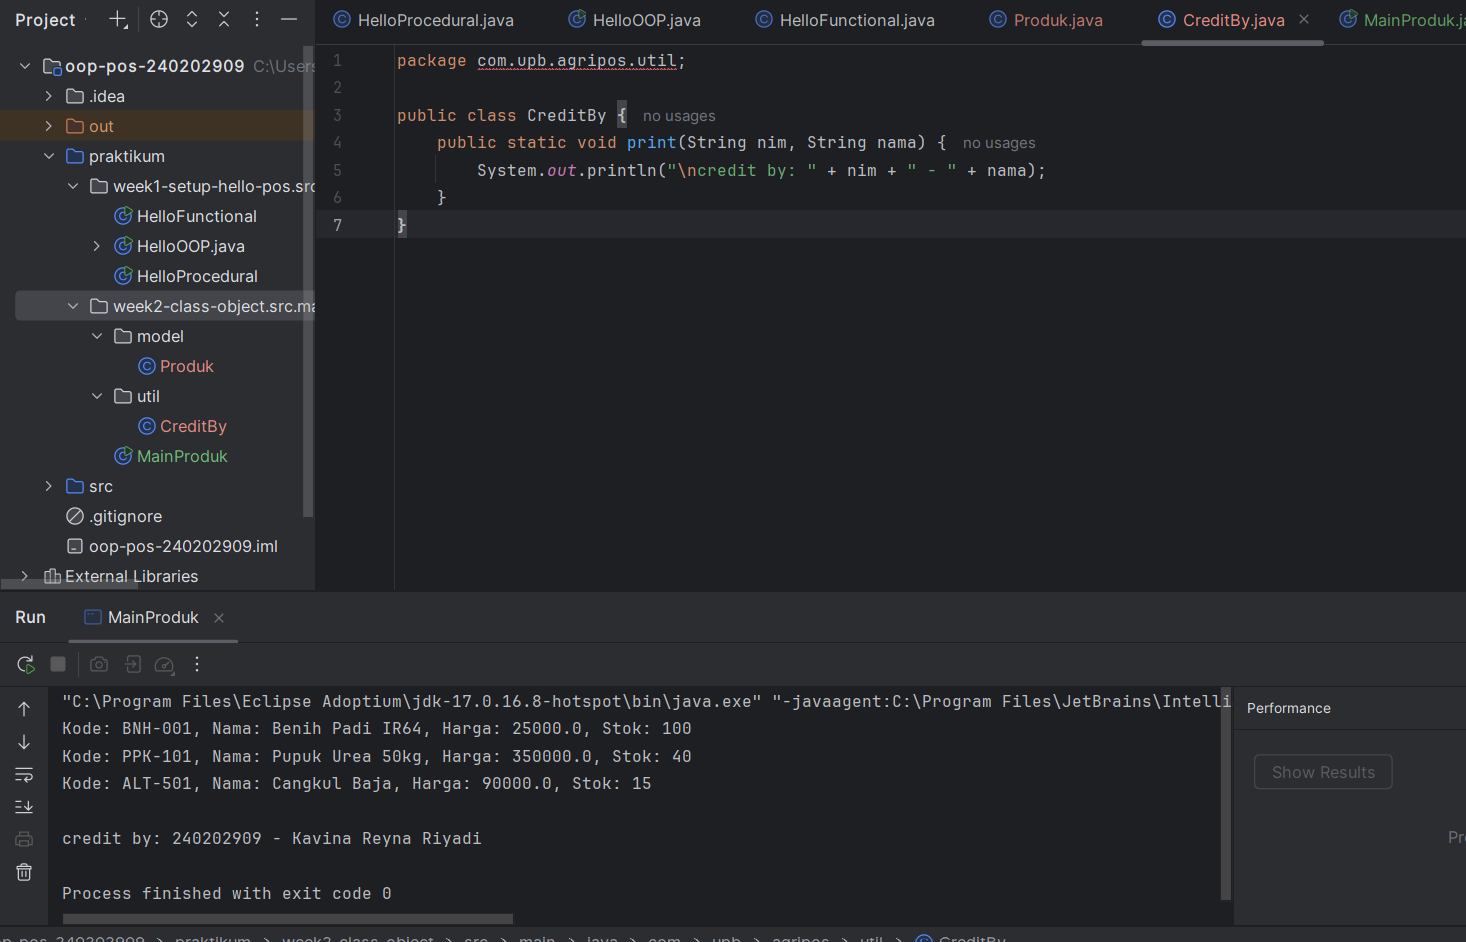 Project
HelloProcedural.java
HelloOOP.java
HelloFunctional.java
Produk.java
CreditBy.java
MainProduk.ja
oop-pos-240202909 C:\Users
.idea
out
praktikum
week1-setup-hello-pos.src
HelloFunctional
HelloOOP.java
HelloProcedural
week2-class-object.src.ma
model
Produk
util
CreditBy
MainProduk
src
.gitignore
oop-pos-240202909.iml
External Libraries
1 package com.upb.agripos.util;
2
3 public class CreditBy { no usages
4 public static void print(String nim, String nama) { no usages
5 System.out.println("\ncredit by: " + nim + " - " + nama);
6 }
7 }
Run
MainProduk
"C:\Program Files\Eclipse Adoptium\jdk-17.0.16.8-hotspot\bin\java.exe" "-javaagent:C:\Program Files\JetBrains\Intelli
Kode: BNH-001, Nama: Benih Padi IR64, Harga: 25000.0, Stok: 100
Kode: PPK-101, Nama: Pupuk Urea 50kg, Harga: 350000.0, Stok: 40
Kode: ALT-501, Nama: Cangkul Baja, Harga: 90000.0, Stok: 15
credit by: 240202909 - Kavina Reyna Riyadi
Process finished with exit code 0
Performance
Show Results
Pr
p-pos-240202909 > praktikum > week2-class-object > src > main > java > com > upb > agripos > util > CreditBy